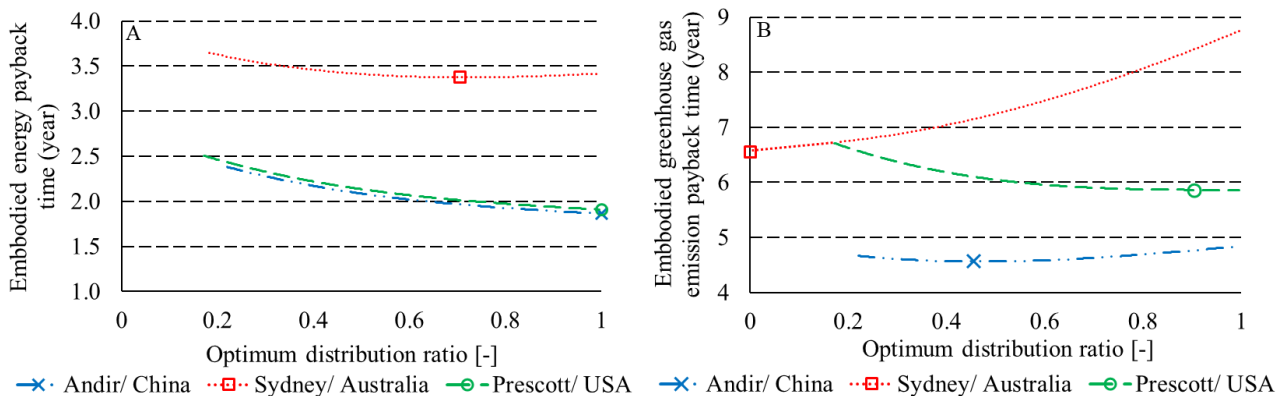 A
Embbodied energy payback
time (year)
4.0
3.5
3.0
2.5
2.0
1.5
1.0
0 0.2 0.4 0.6 0.8 1
Optimum distribution ratio [-]
Andir/ China Sydney/ Australia Prescott/ USA
B
Embbodied greenhouse gas
emission payback time (year)
9
8
7
6
5
4
0 0.2 0.4 0.6 0.8 1
Optimum distribution ratio [-]
Andir/ China Sydney/ Australia Prescott/ USA